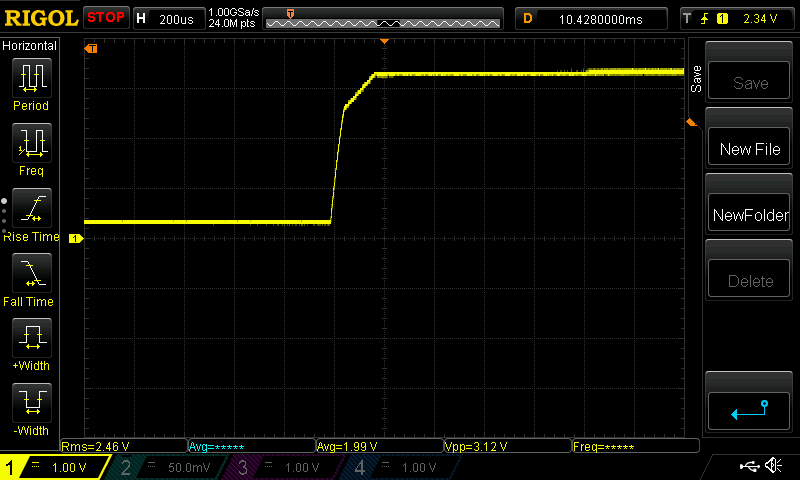 RIGOL STOP H 200us 1.00GSa/s 24.0M pts T D 10.4280000ms T 1 2.34 V
Horizontal
T
Save
Period
Freq
Rise Time
Fall Time
+Width
-Width
1
Save
New File
NewFolder
Delete
Rms=2.46 V Avg=***** Avg=1.99 V Vpp=3.12 V Freq=*****
1 1.00 V 2 50.0mV 3 1.00 V 4 1.00 V